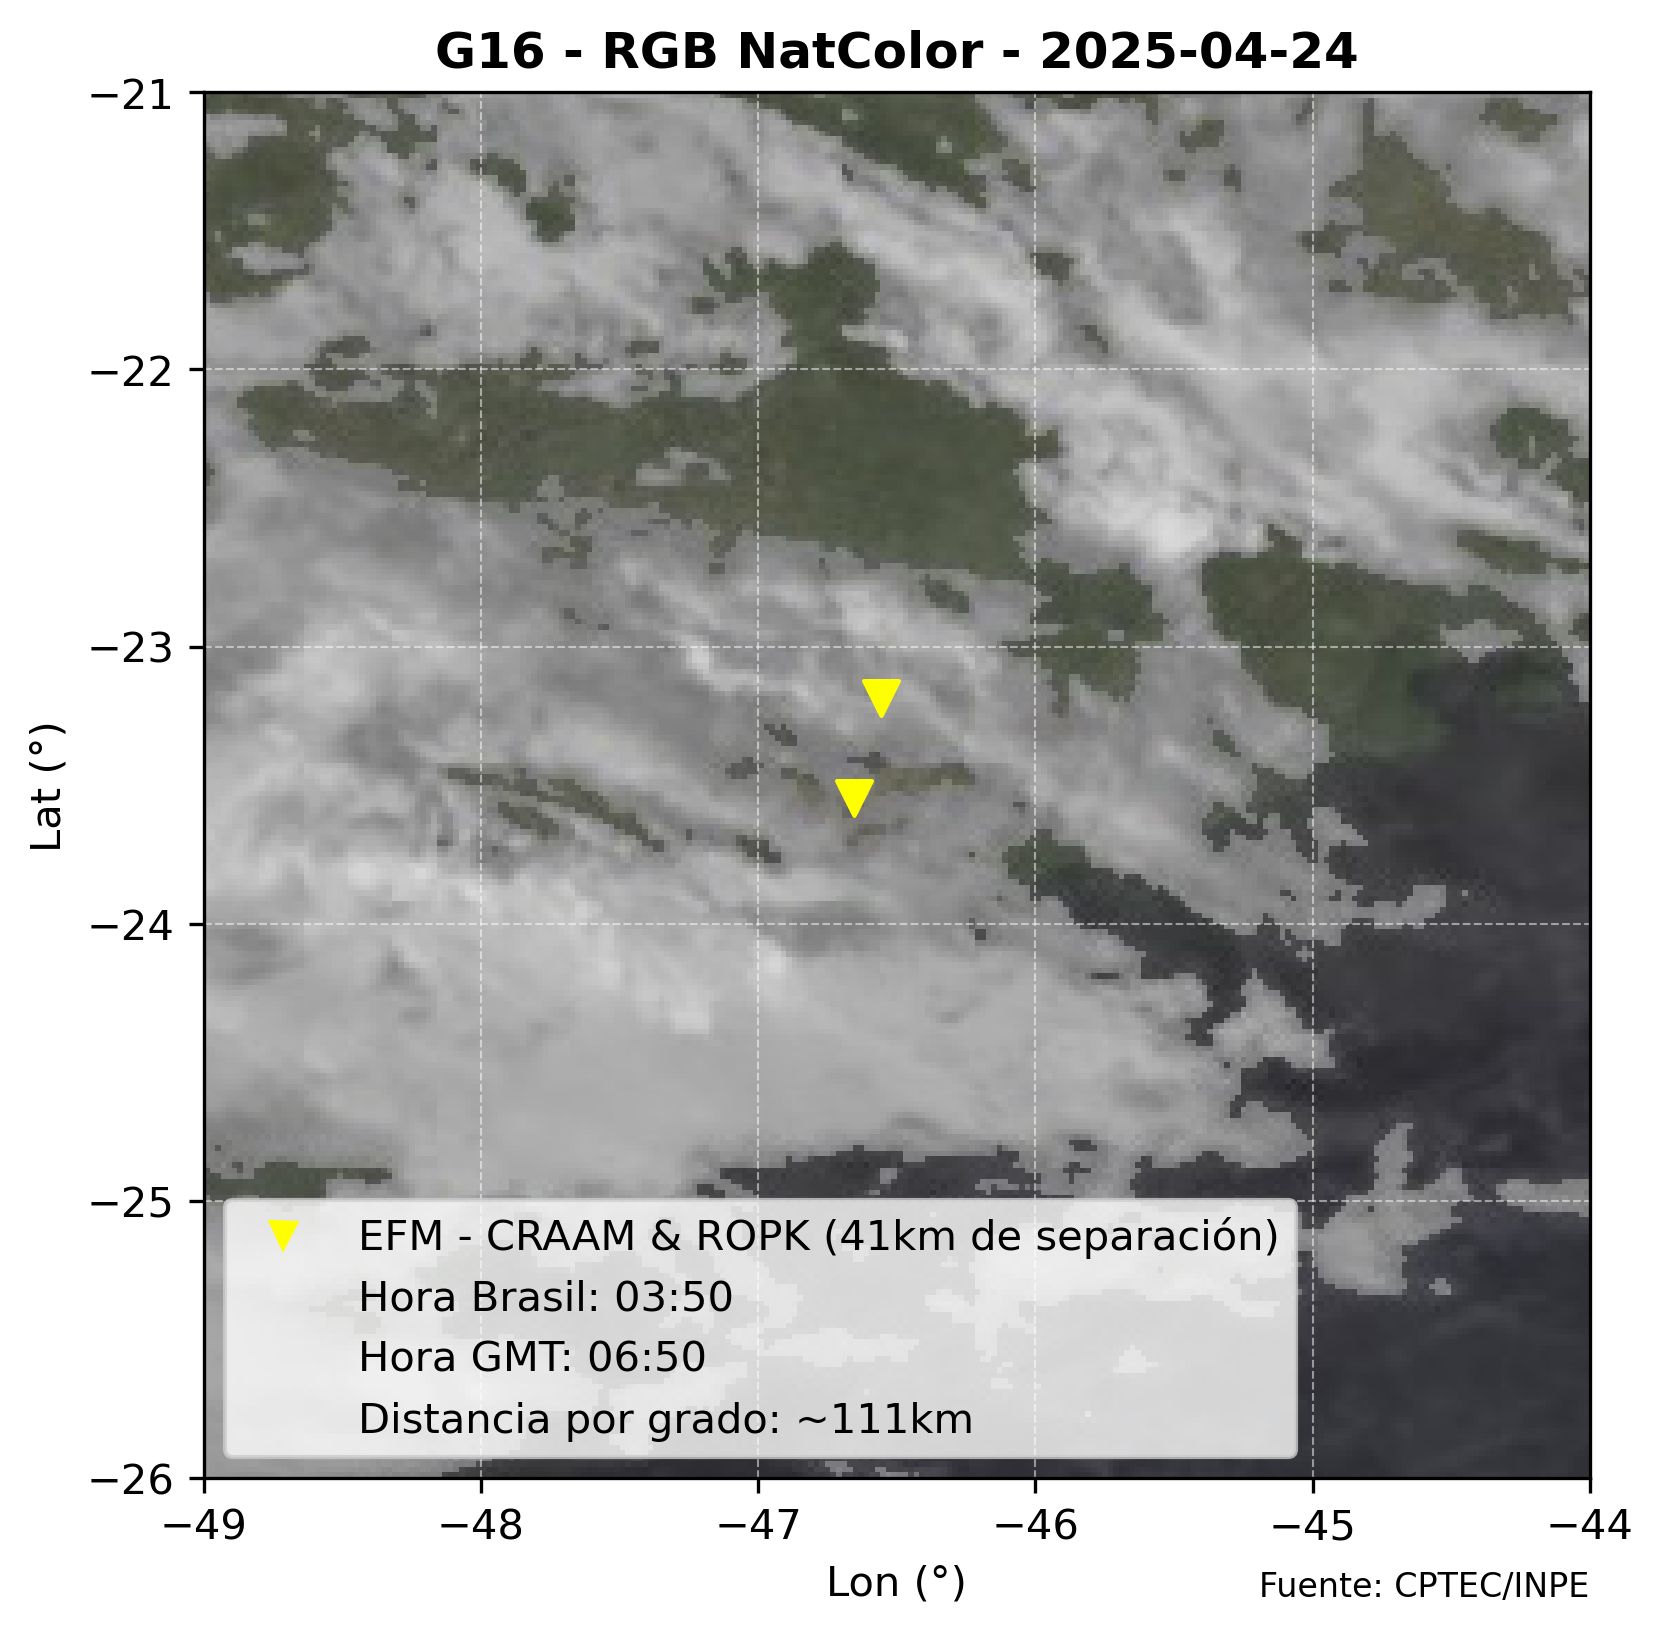 G16 - RGB NatColor - 2025-04-24
−21
−22
−23
−24
−25
−26
Lat (°)
EFM - CRAAM & ROPK (41km de separación)
Hora Brasil: 03:50
Hora GMT: 06:50
Distancia por grado: ~111km
−49 −48 −47 −46 −45 −44
Lon (°)
Fuente: CPTEC/INPE